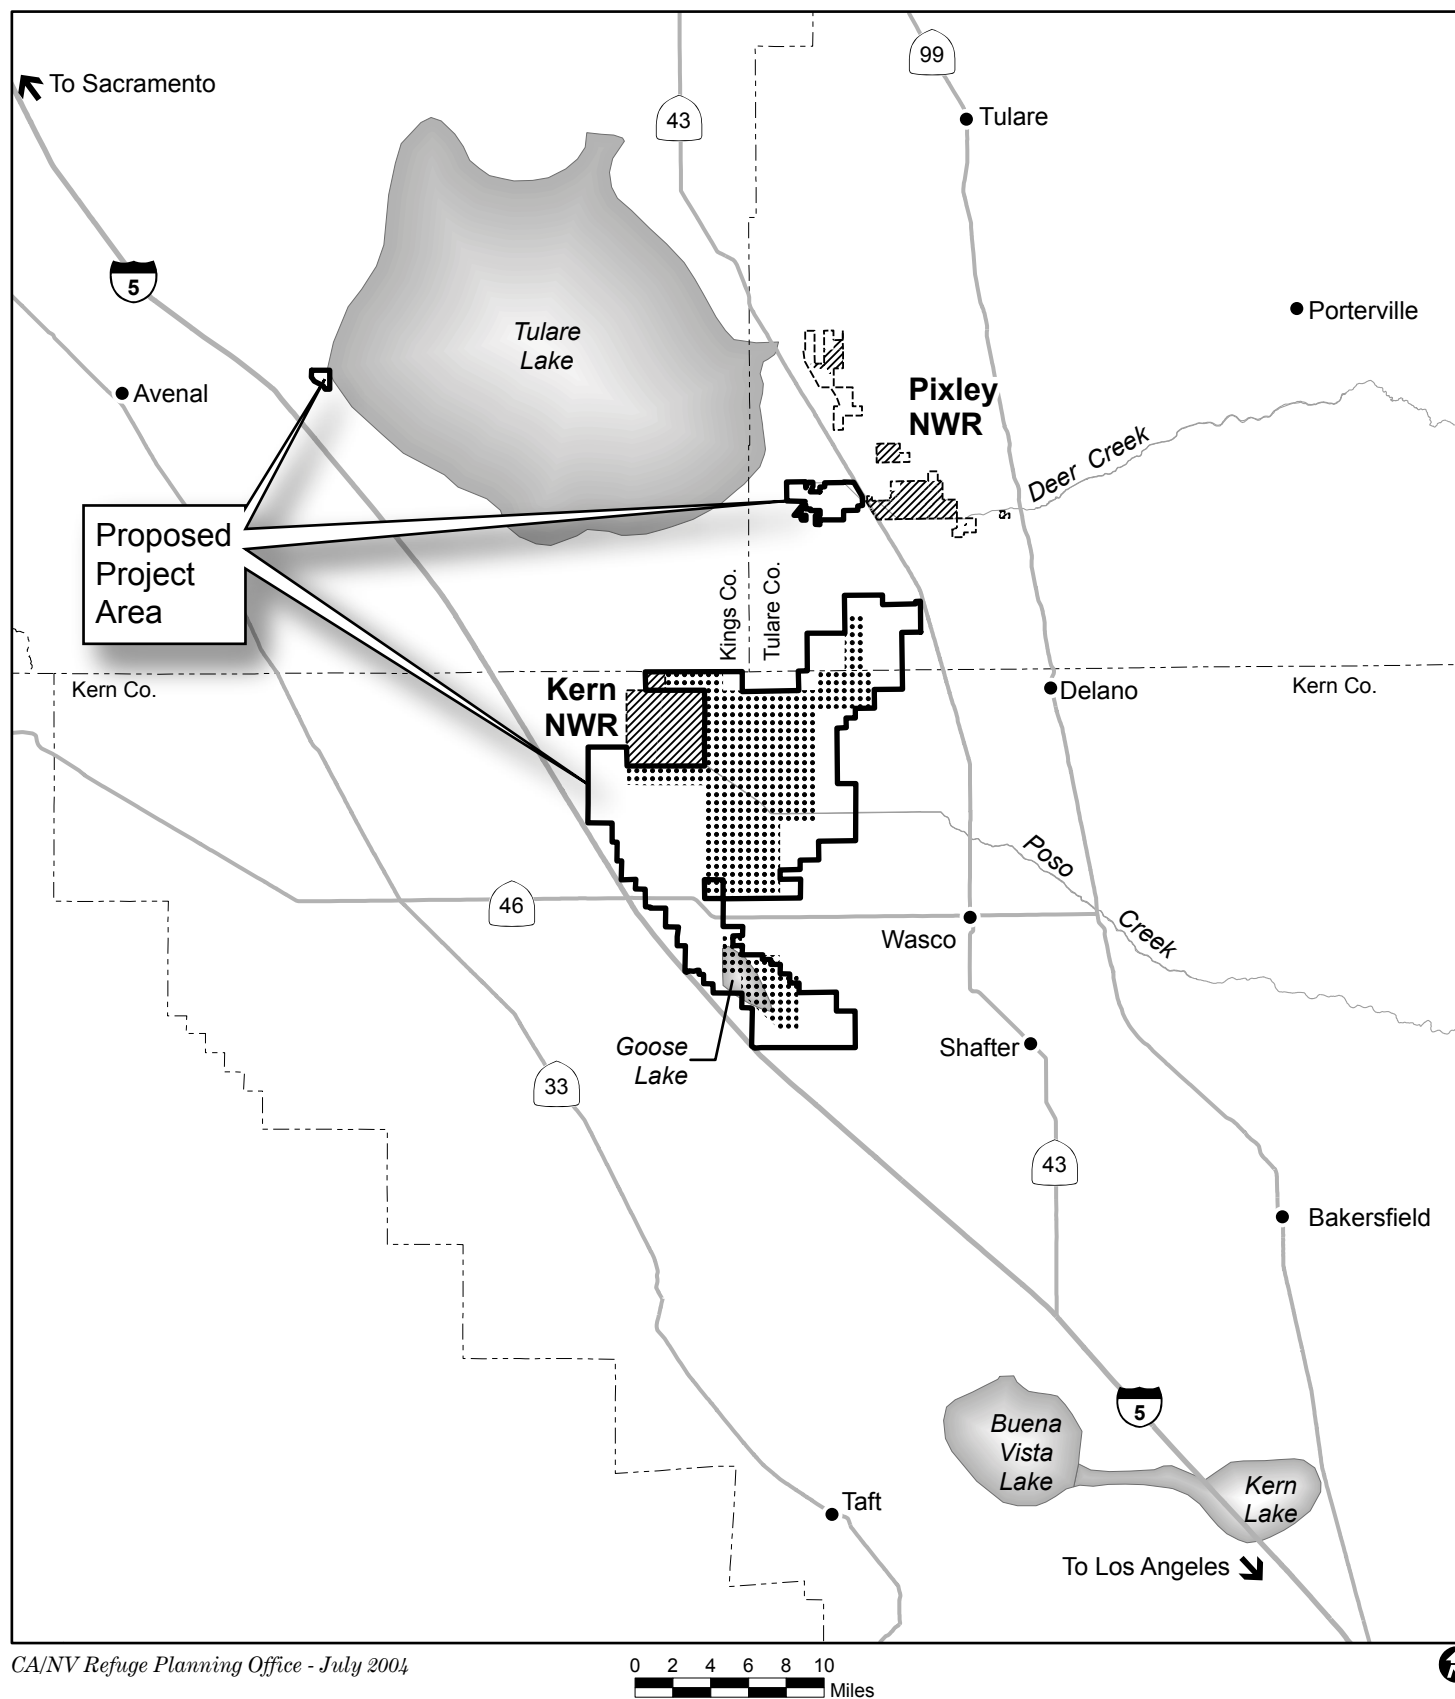 99
To Sacramento
43
Tulare
5
Porterville
Tulare
Lake
Avenal
Pixley
NWR
Deer Creek
Proposed
Project
Area
Kings Co.
Tulare Co.
Kern Co.
Kern
NWR
Delano
Kern Co.
Poso
Creek
46
Wasco
Goose
Lake
Shafter
33
43
Bakersfield
5
Buena
Vista
Lake
Kern
Lake
Taft
To Los Angeles
CA/NV Refuge Planning Office - July 2004
0 2 4 6 8 10
Miles